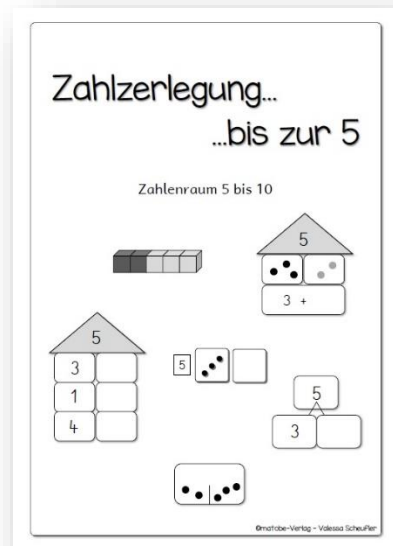 Zahlzerlegung...
...bis zur 5
Zahlenraum 5 bis 10
5
3 +
5
3
1
4
5
5
3
©matobe-Verlag - Valessa Scheufler